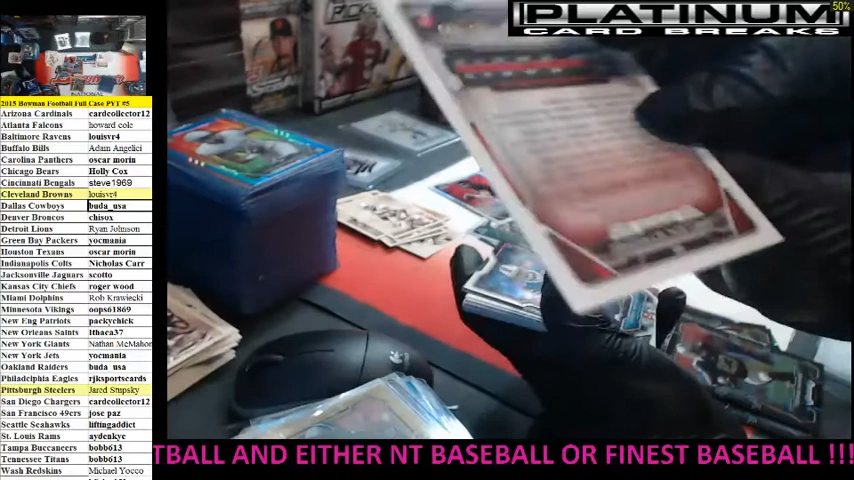 50%
PLATINUM
CARD BREAKS
2015 Bowman Football Full Case PYT #5
Arizona Cardinals cardcollector12
Atlanta Falcons howard cole
Baltimore Ravens louisvr4
Buffalo Bills Adam Angelici
Carolina Panthers oscar morin
Chicago Bears Holly Cox
Cincinnati Bengals steve1969
Cleveland Browns louisvr4
Dallas Cowboys buda_usa
Denver Broncos chisox
Detroit Lions Ryan Johnson
Green Bay Packers yocmania
Houston Texans oscar morin
Indianapolis Colts Nicholas Carr
Jacksonville Jaguars scotto
Kansas City Chiefs roger wood
Miami Dolphins Rob Krawiecki
Minnesota Vikings oops61869
New Eng Patriots packychick
New Orleans Saints Ithaca37
New York Giants Nathan McMahon
New York Jets yocmania
Oakland Raiders buda_usa
Philadelphia Eagles rjksportscards
Pittsburgh Steelers Jared Stupsky
San Diego Chargers cardcollector12
San Francisco 49ers jose paz
Seattle Seahawks liftingaddict
St. Louis Rams aydenkyc
Tampa Buccaneers bobb613
Tennessee Titans bobb613
Wash Redskins Michael Yocco
TBALL AND EITHER NT BASEBALL OR FINEST BASEBALL !!!